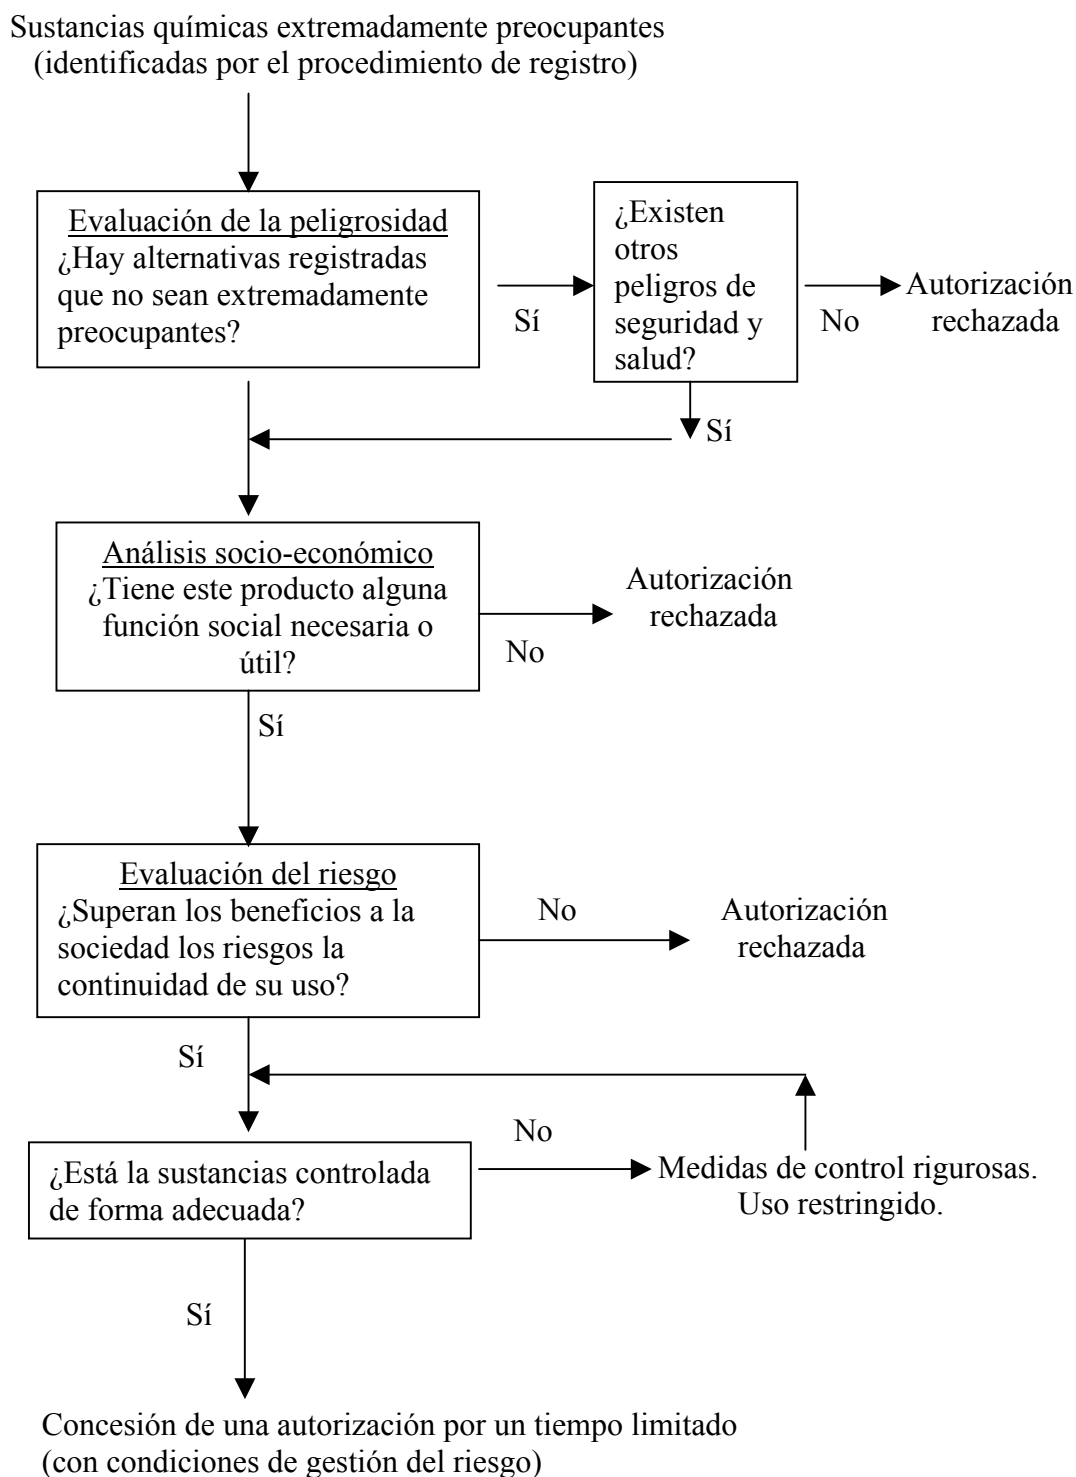 Sustancias químicas extremadamente preocupantes
(identificadas por el procedimiento de registro)
Evaluación de la peligrosidad
¿Hay alternativas registradas
que no sean extremadamente
preocupantes?
Sí
¿Existen
otros
peligros de
seguridad y
salud?
No
Autorización
rechazada
Sí
Análisis socio-económico
¿Tiene este producto alguna
función social necesaria o
útil?
No
Autorización
rechazada
Sí
Evaluación del riesgo
¿Superan los beneficios a la
sociedad los riesgos la
continuidad de su uso?
No
Autorización
rechazada
Sí
¿Está la sustancias controlada
de forma adecuada?
No
Medidas de control rigurosas.
Uso restringido.
Sí
Concesión de una autorización por un tiempo limitado
(con condiciones de gestión del riesgo)